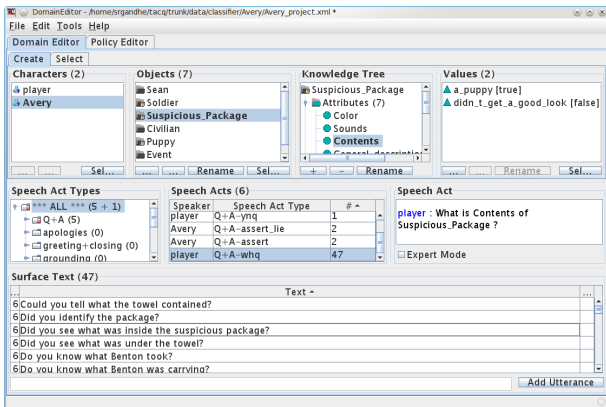 DomainEditor - /home/srgandhe/tacq/trunk/data/classifier/Avery/Avery_project.xml *
File Edit Tools Help
Domain Editor Policy Editor
Create Select
Characters (2) Objects (7) Knowledge Tree Values (2)
player Sean Suspicious_Package a_puppy [true]
Avery Soldier Attributes (7) didn_t_get_a_good_look [false]
Suspicious_Package Color
Civilian Sounds
Puppy Contents
Event General_description
... ... Sel... ... ... Rename Sel... + - Rename ... ... Rename Sel...
Speech Act Types Speech Acts (6) Speech Act
*** ALL *** (5 + 1) Speaker Speech Act Type #
Q+A (5) player Q+A-ynq 1 player : What is Contents of
apologies (0) Avery Q+A-assert_lie 2 Suspicious_Package ?
greeting+closing (0) Avery Q+A-assert 2
grounding (0) player Q+A-whq 47 Expert Mode
Surface Text (47)
... Text ...
6 Could you tell what the towel contained?
6 Did you identify the package?
6 Did you see what was inside the suspicious package?
6 Did you see what was under the towel?
6 Do you know what Benton took?
6 Do you know what Benton was carrying?
Add Utterance